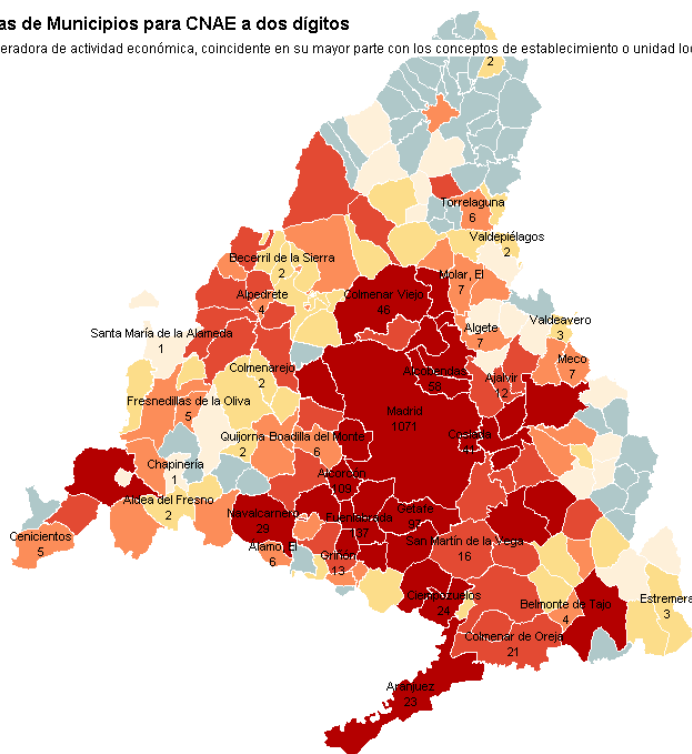 as de Municipios para CNAE a dos dígitos
eradora de actividad económica, coincidente en su mayor parte con los conceptos de establecimiento o unidad loc
2
Torrelaguna
6
Valdepiélagos
2
Becerril de la Sierra
2
Molar, El
7
Alpedrete
4
Colmenar Viejo
46
Santa María de la Alameda
1
Algete
7
Valdeavero
3
Colmenarejo
2
Alcobendas
58
Ajalvir
12
Meco
7
Fresnedillas de la Oliva
5
Madrid
1071
Quijorna
2
Boadilla del Monte
6
Coslada
44
Chapinería
1
Alcorcón
109
Aldea del Fresno
2
Navalcarnero
29
Fuenlabrada
137
Getafe
97
Cenicientos
5
Álamo, El
6
Griñón
13
San Martín de la Vega
16
Ciempozuelos
24
Belmonte de Tajo
4
Estremera
3
Colmenar de Oreja
21
Aranjuez
23